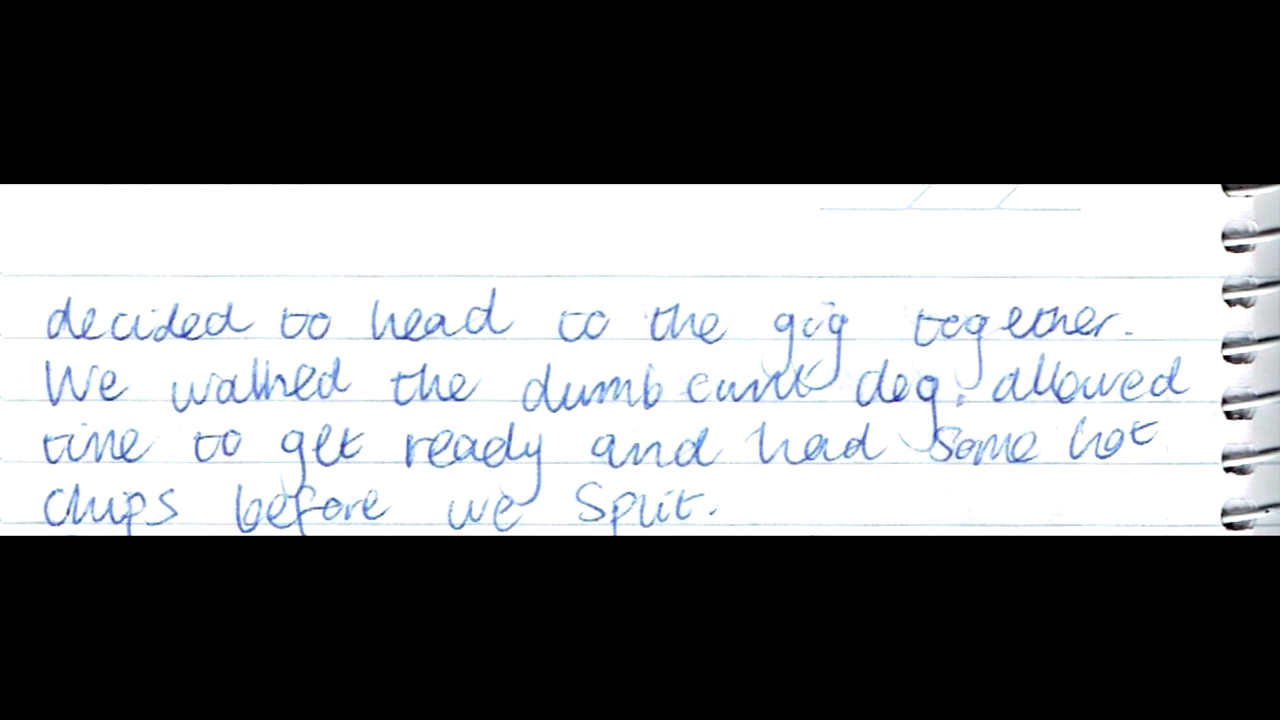 decided to head to the gig together.
We walked the dumb cunt dog, allowed
time to get ready and had some hot
chips before we split.